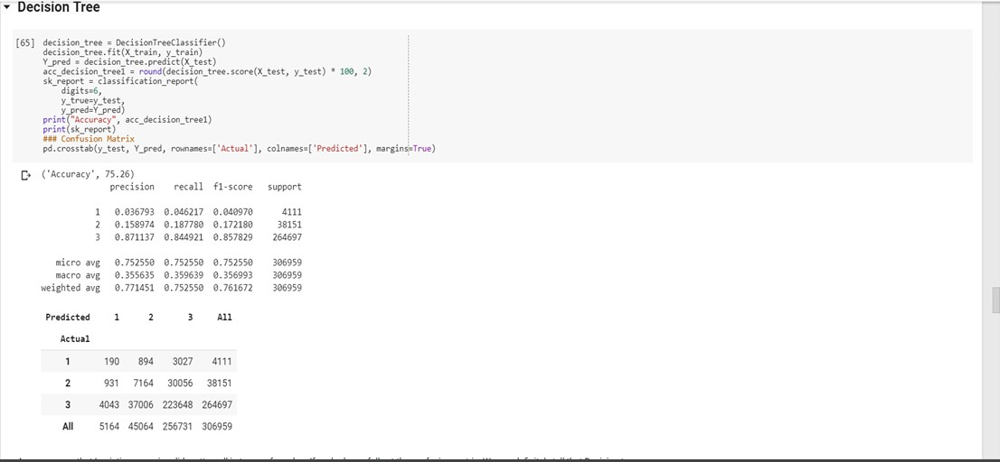 Decision Tree
[65] decision_tree = DecisionTreeClassifier()
decision_tree.fit(X_train, y_train)
Y_pred = decision_tree.predict(X_test)
acc_decision_tree1 = round(decision_tree.score(X_test, y_test) * 100, 2)
sk_report = classification_report(
digits=6,
y_true=y_test,
y_pred=Y_pred)
print("Accuracy", acc_decision_tree1)
print(sk_report)
### Confusion Matrix
pd.crosstab(y_test, Y_pred, rownames=['Actual'], colnames=['Predicted'], margins=True)
('Accuracy', 75.26)
precision recall f1-score support
1 0.036793 0.046217 0.040970 4111
2 0.158974 0.187780 0.172180 38151
3 0.871137 0.844921 0.857829 264697
micro avg 0.752550 0.752550 0.752550 306959
macro avg 0.355635 0.359639 0.356993 306959
weighted avg 0.771451 0.752550 0.761672 306959
Predicted 1 2 3 All
Actual
1 190 894 3027 4111
2 931 7164 30056 38151
3 4043 37006 223648 264697
All 5164 45064 256731 306959